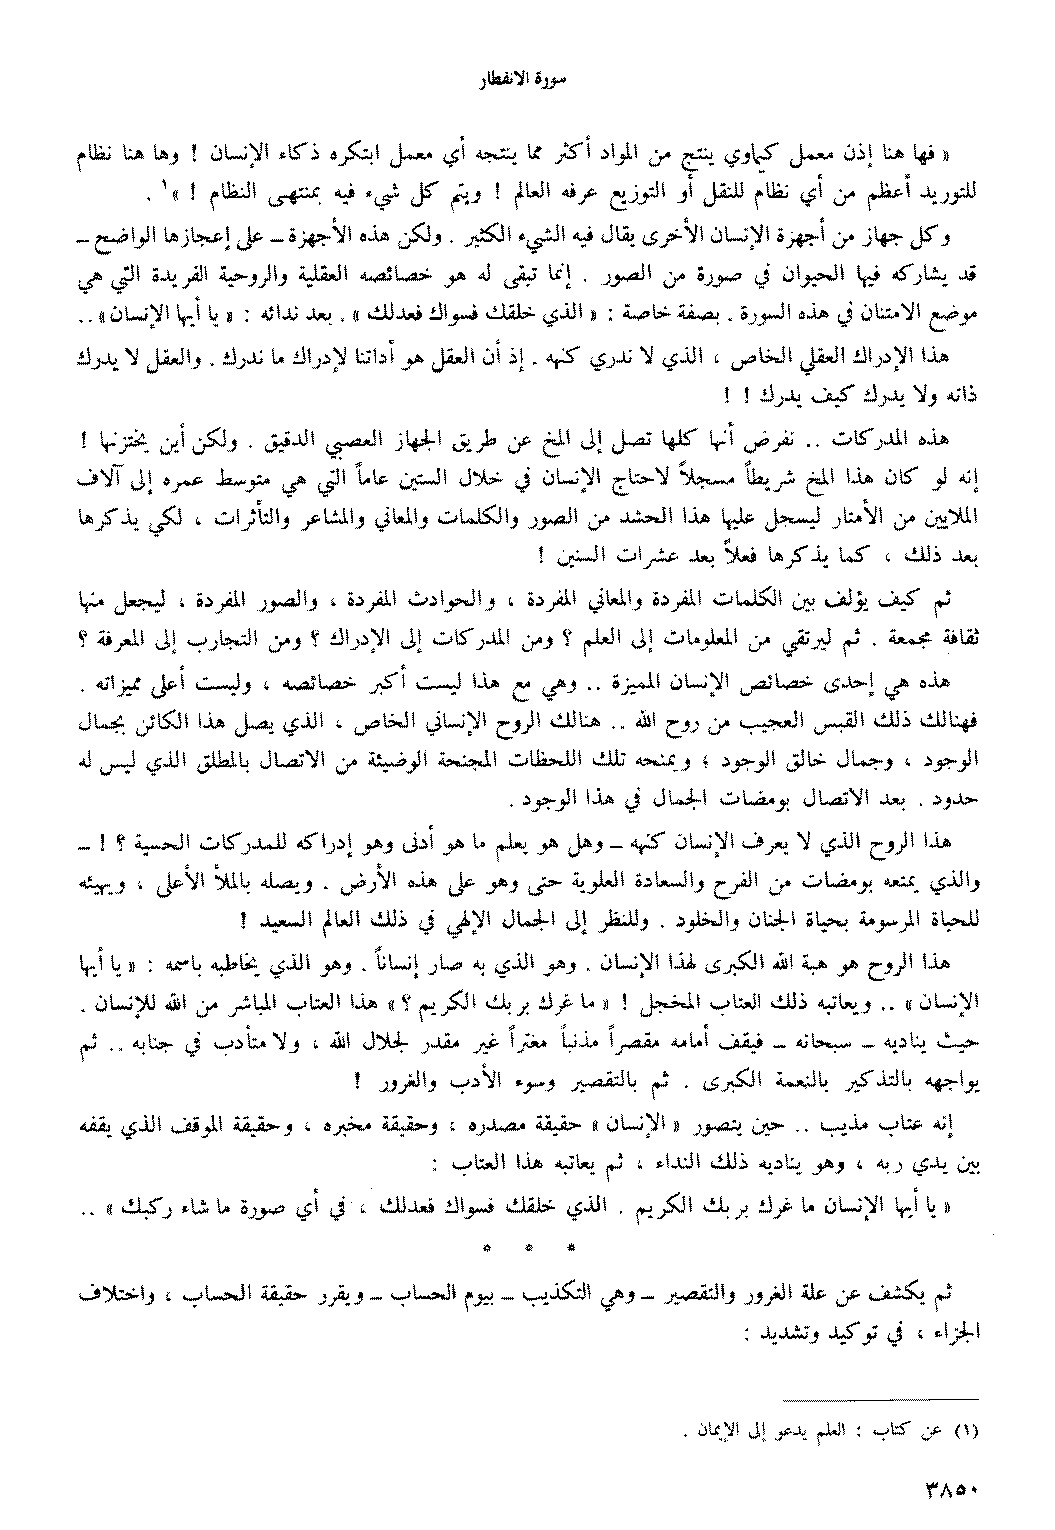 سورة الانفطار
« فها هنا إذن معمل كيماوي ينتج من المواد أكثر مما ينتجه أي معمل ابتكره ذكاء الإنسان ! وها هنا نظام
للتوريد أعظم من أي نظام للنقل أو التوزيع عرفه العالم ! ويتم كل شيء فيه بمنتهى النظام ! »١ .
وكل جهاز من أجهزة الإنسان الأخرى يقال فيه الشيء الكثير . ولكن هذه الأجهزة – على إعجازها الواضح –
قد يشاركه فيها الحيوان في صورة من الصور . إنما تبقى له هو خصائصه العقلية والروحية الفريدة التي هي
موضع الامتنان في هذه السورة . بصفة خاصة : « الذي خلقك فسواك فعدلك » . بعد ندائه : « يا أيها الإنسان» ..
هذا الإدراك العقلي الخاص ، الذي لا ندري كنهه . إذ أن العقل هو أداتنا لإدراك ما ندرك . والعقل لا يدرك
ذاته ولا يدرك كيف يدرك ! !
هذه المدركات .. نفرض أنها كلها تصل إلى المخ عن طريق الجهاز العصبي الدقيق . ولكن أين يختزنها !
إنه لو كان هذا المخ شريطاً مسجلاً لاحتاج الإنسان في خلال الستين عاماً التي هي متوسط عمره إلى آلاف
الملايين من الأمتار ليسجل عليها هذا الحشد من الصور والكلمات والمعاني والمشاعر والتأثرات ، لكي يذكرها
بعد ذلك ، كما يذكرها فعلاً بعد عشرات السنين !
ثم كيف يؤلف بين الكلمات المفردة والمعاني المفردة ، والحوادث المفردة ، والصور المفردة ، ليجعل منها
ثقافة مجمعة . ثم ليرتقي من المعلومات إلى العلم ؟ ومن المدركات إلى الإدراك ؟ ومن التجارب إلى المعرفة ؟
هذه هي إحدى خصائص الإنسان المميزة .. وهي مع هذا ليست أكبر خصائصه ، وليست أعلى مميزاته .
فهنالك ذلك القبس العجيب من روح الله .. هنالك الروح الإنساني الخاص ، الذي يصل هذا الكائن بجمال
الوجود ، وجمال خالق الوجود ؛ ويمنحه تلك اللحظات المجنحة الوضيئة من الاتصال بالمطلق الذي ليس له
حدود . بعد الاتصال بومضات الجمال في هذا الوجود .
هذا الروح الذي لا يعرف الإنسان كنهه – وهل هو يعلم ما هو أدنى وهو إدراكه للمدركات الحسية ؟ ! –
والذي يمتعه بومضات من الفرح والسعادة العلوية حتى وهو على هذه الأرض . ويصله بالملأ الأعلى ، ويهيئه
للحياة المرسومة بحياة الجنان والخلود . وللنظر إلى الجمال الإلهي في ذلك العالم السعيد !
هذا الروح هو هبة الله الكبرى لهذا الإنسان . وهو الذي به صار إنساناً . وهو الذي يخاطبه باسمه : « يا أيها
الإنسان » .. ويعاتبه ذلك العتاب المخجل ! « ما غرك بربك الكريم ؟ » هذا العتاب المباشر من الله للإنسان .
حيث يناديه – سبحانه – فيقف أمامه مقصراً مذنباً مغتراً غير مقدر لجلال الله ، ولا متأدب في جنابه .. ثم
يواجهه بالتذكير بالنعمة الكبرى . ثم بالتقصير وسوء الأدب والغرور !
إنه عتاب مذيب .. حين يتصور « الإنسان » حقيقة مصدره ، وحقيقة مخبره ، وحقيقة الموقف الذي يقفه
بين يدي ربه ، وهو يناديه ذلك النداء ، ثم يعاتبه هذا العتاب :
« يا أيها الإنسان ما غرك بربك الكريم . الذي خلقك فسواك فعدلك ، في أي صورة ما شاء ركبك » ..
* * *
ثم يكشف عن علة الغرور والتقصير – وهي التكذيب – بيوم الحساب – ويقرر حقيقة الحساب ، واختلاف
الجزاء ، في توكيد وتشديد :
(١) عن كتاب : العلم يدعو إلى الإيمان .
٣٨٥٠